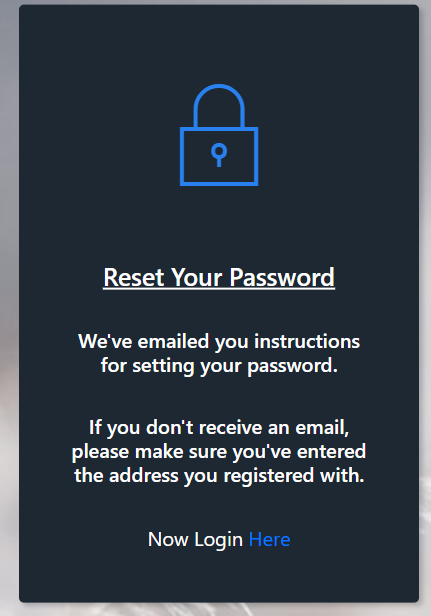 Reset Your Password
We've emailed you instructions
for setting your password.
If you don't receive an email,
please make sure you've entered
the address you registered with.
Now Login Here